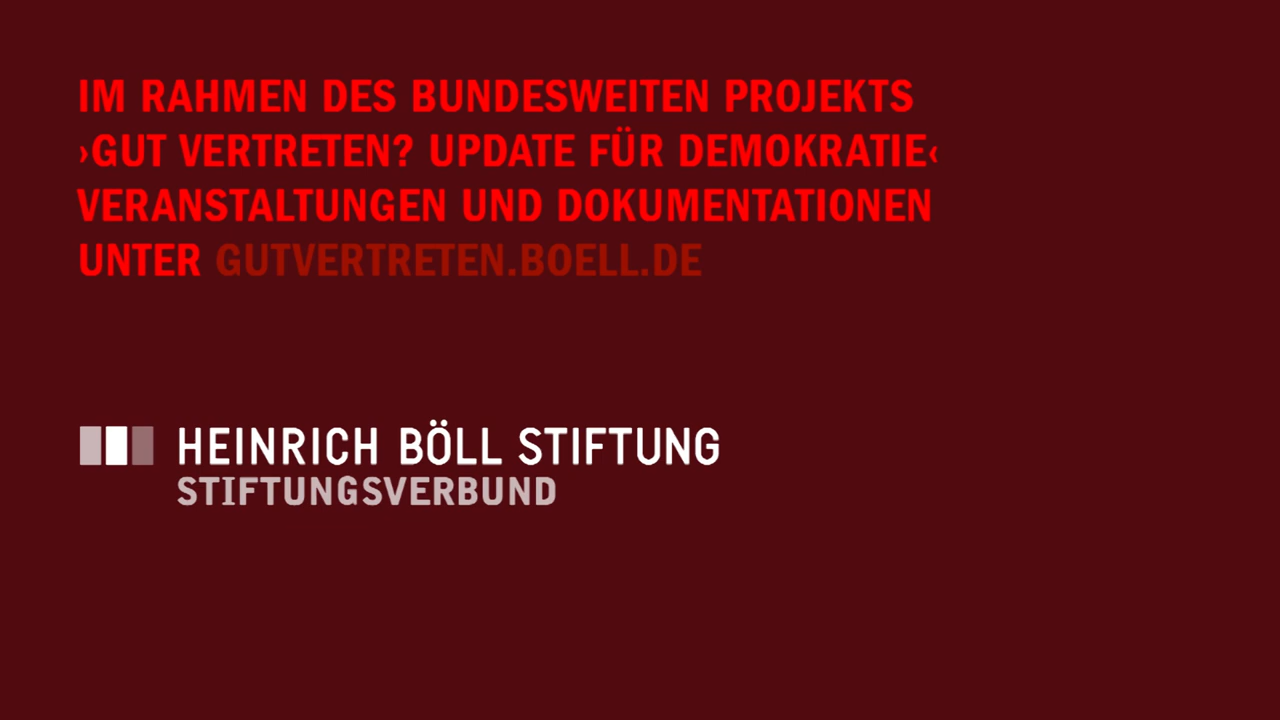 IM RAHMEN DES BUNDESWEITEN PROJEKTS
›GUT VERTRETEN? UPDATE FÜR DEMOKRATIE‹
VERANSTALTUNGEN UND DOKUMENTATIONEN
UNTER GUTVERTRETEN.BOELL.DE
HEINRICH BÖLL STIFTUNG
STIFTUNGSVERBUND